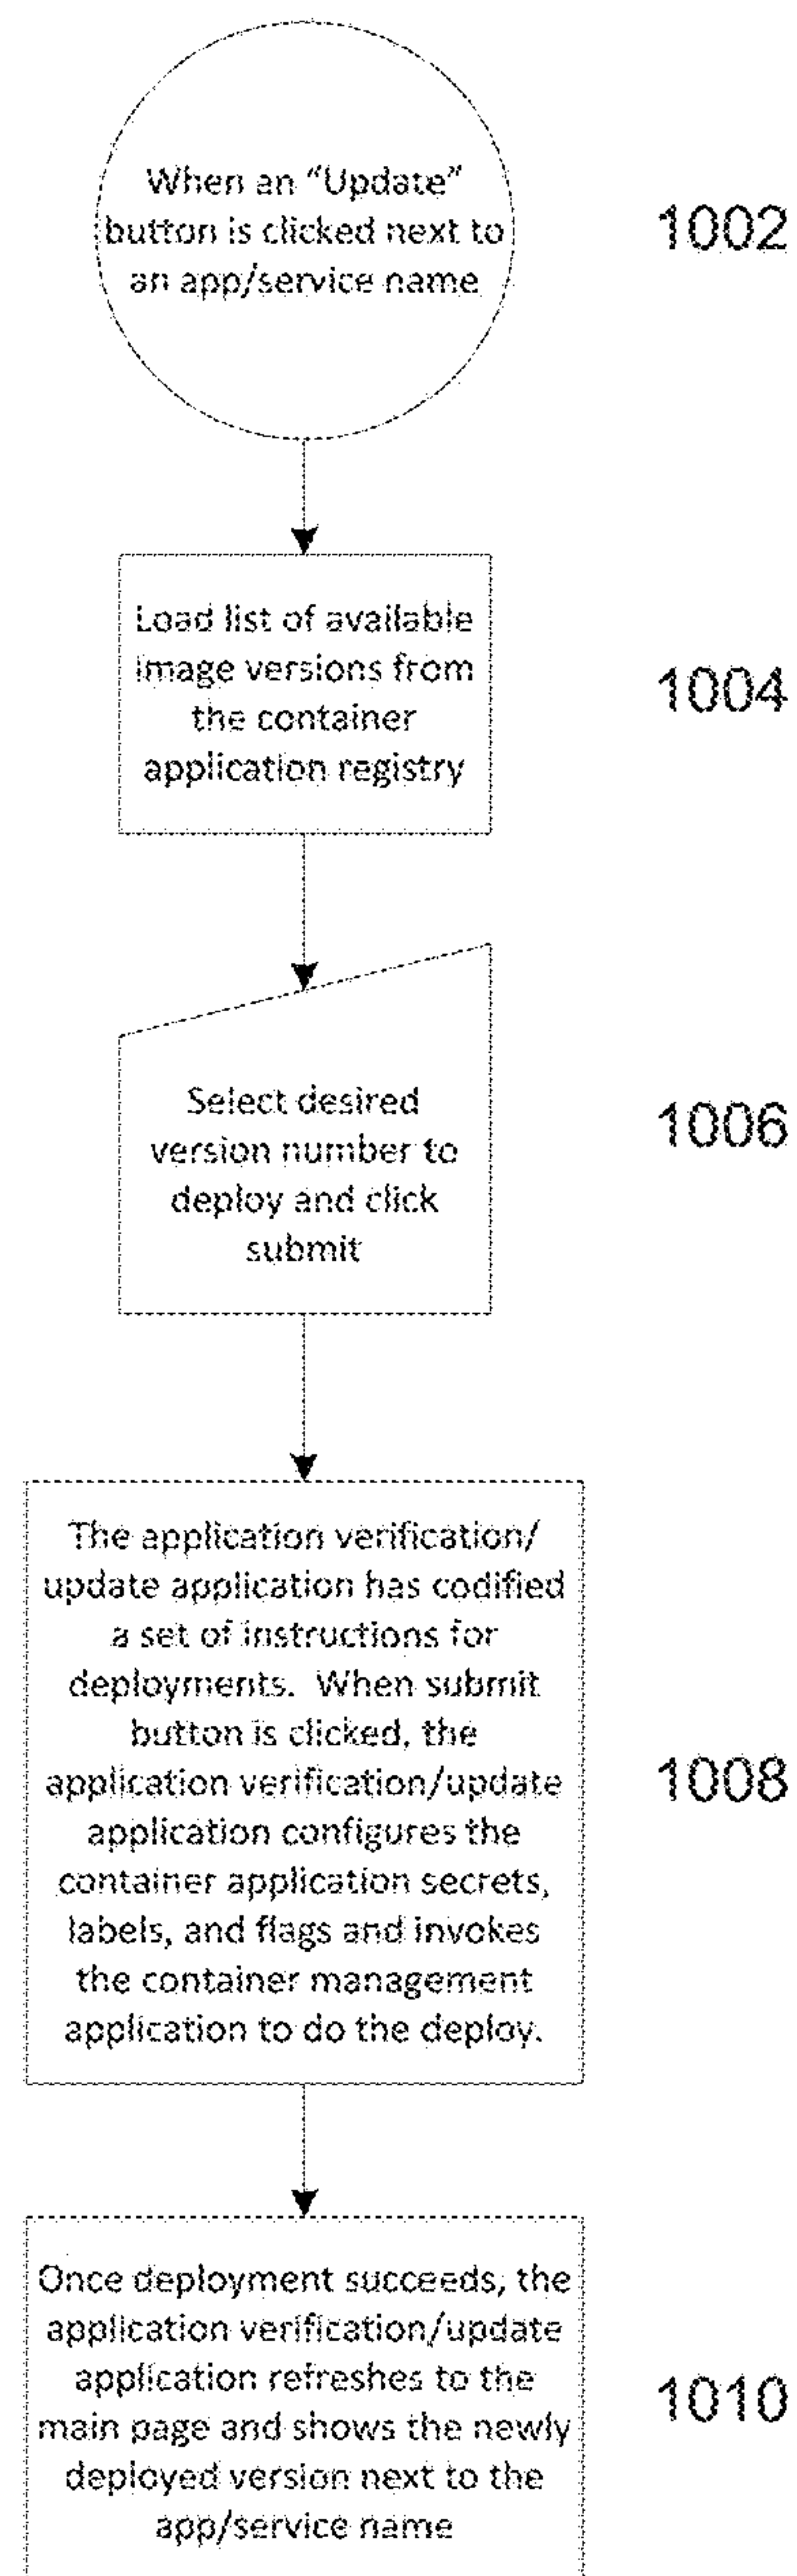 When an “Update”
button is clicked next to
an app/service name
1002
Load list of available
image versions from
the container
application registry
1004
Select desired
version number to
deploy and click
submit
1006
The application verification/
update application has codified
a set of instructions for
deployments. When submit
button is clicked, the
application verification/update
application configures the
container application secrets,
labels, and flags and invokes
the container management
application to do the deploy.
1008
Once deployment succeeds, the
application verification/update
application refreshes to the
main page and shows the newly
deployed version next to the
app/service name
1010